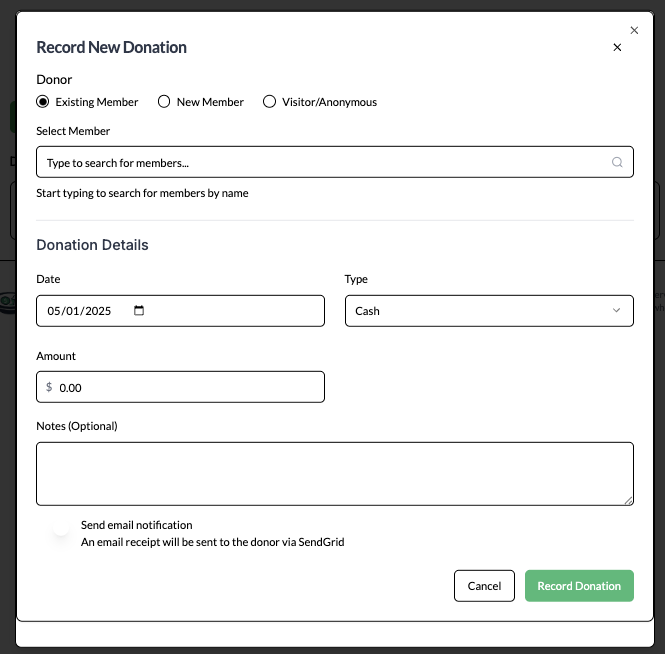 Record New Donation
Donor
Existing Member New Member Visitor/Anonymous
Select Member
Type to search for members...
Start typing to search for members by name
Donation Details
Date Type
05/01/2025 Cash
Amount
$ 0.00
Notes (Optional)
Send email notification
An email receipt will be sent to the donor via SendGrid
Cancel Record Donation